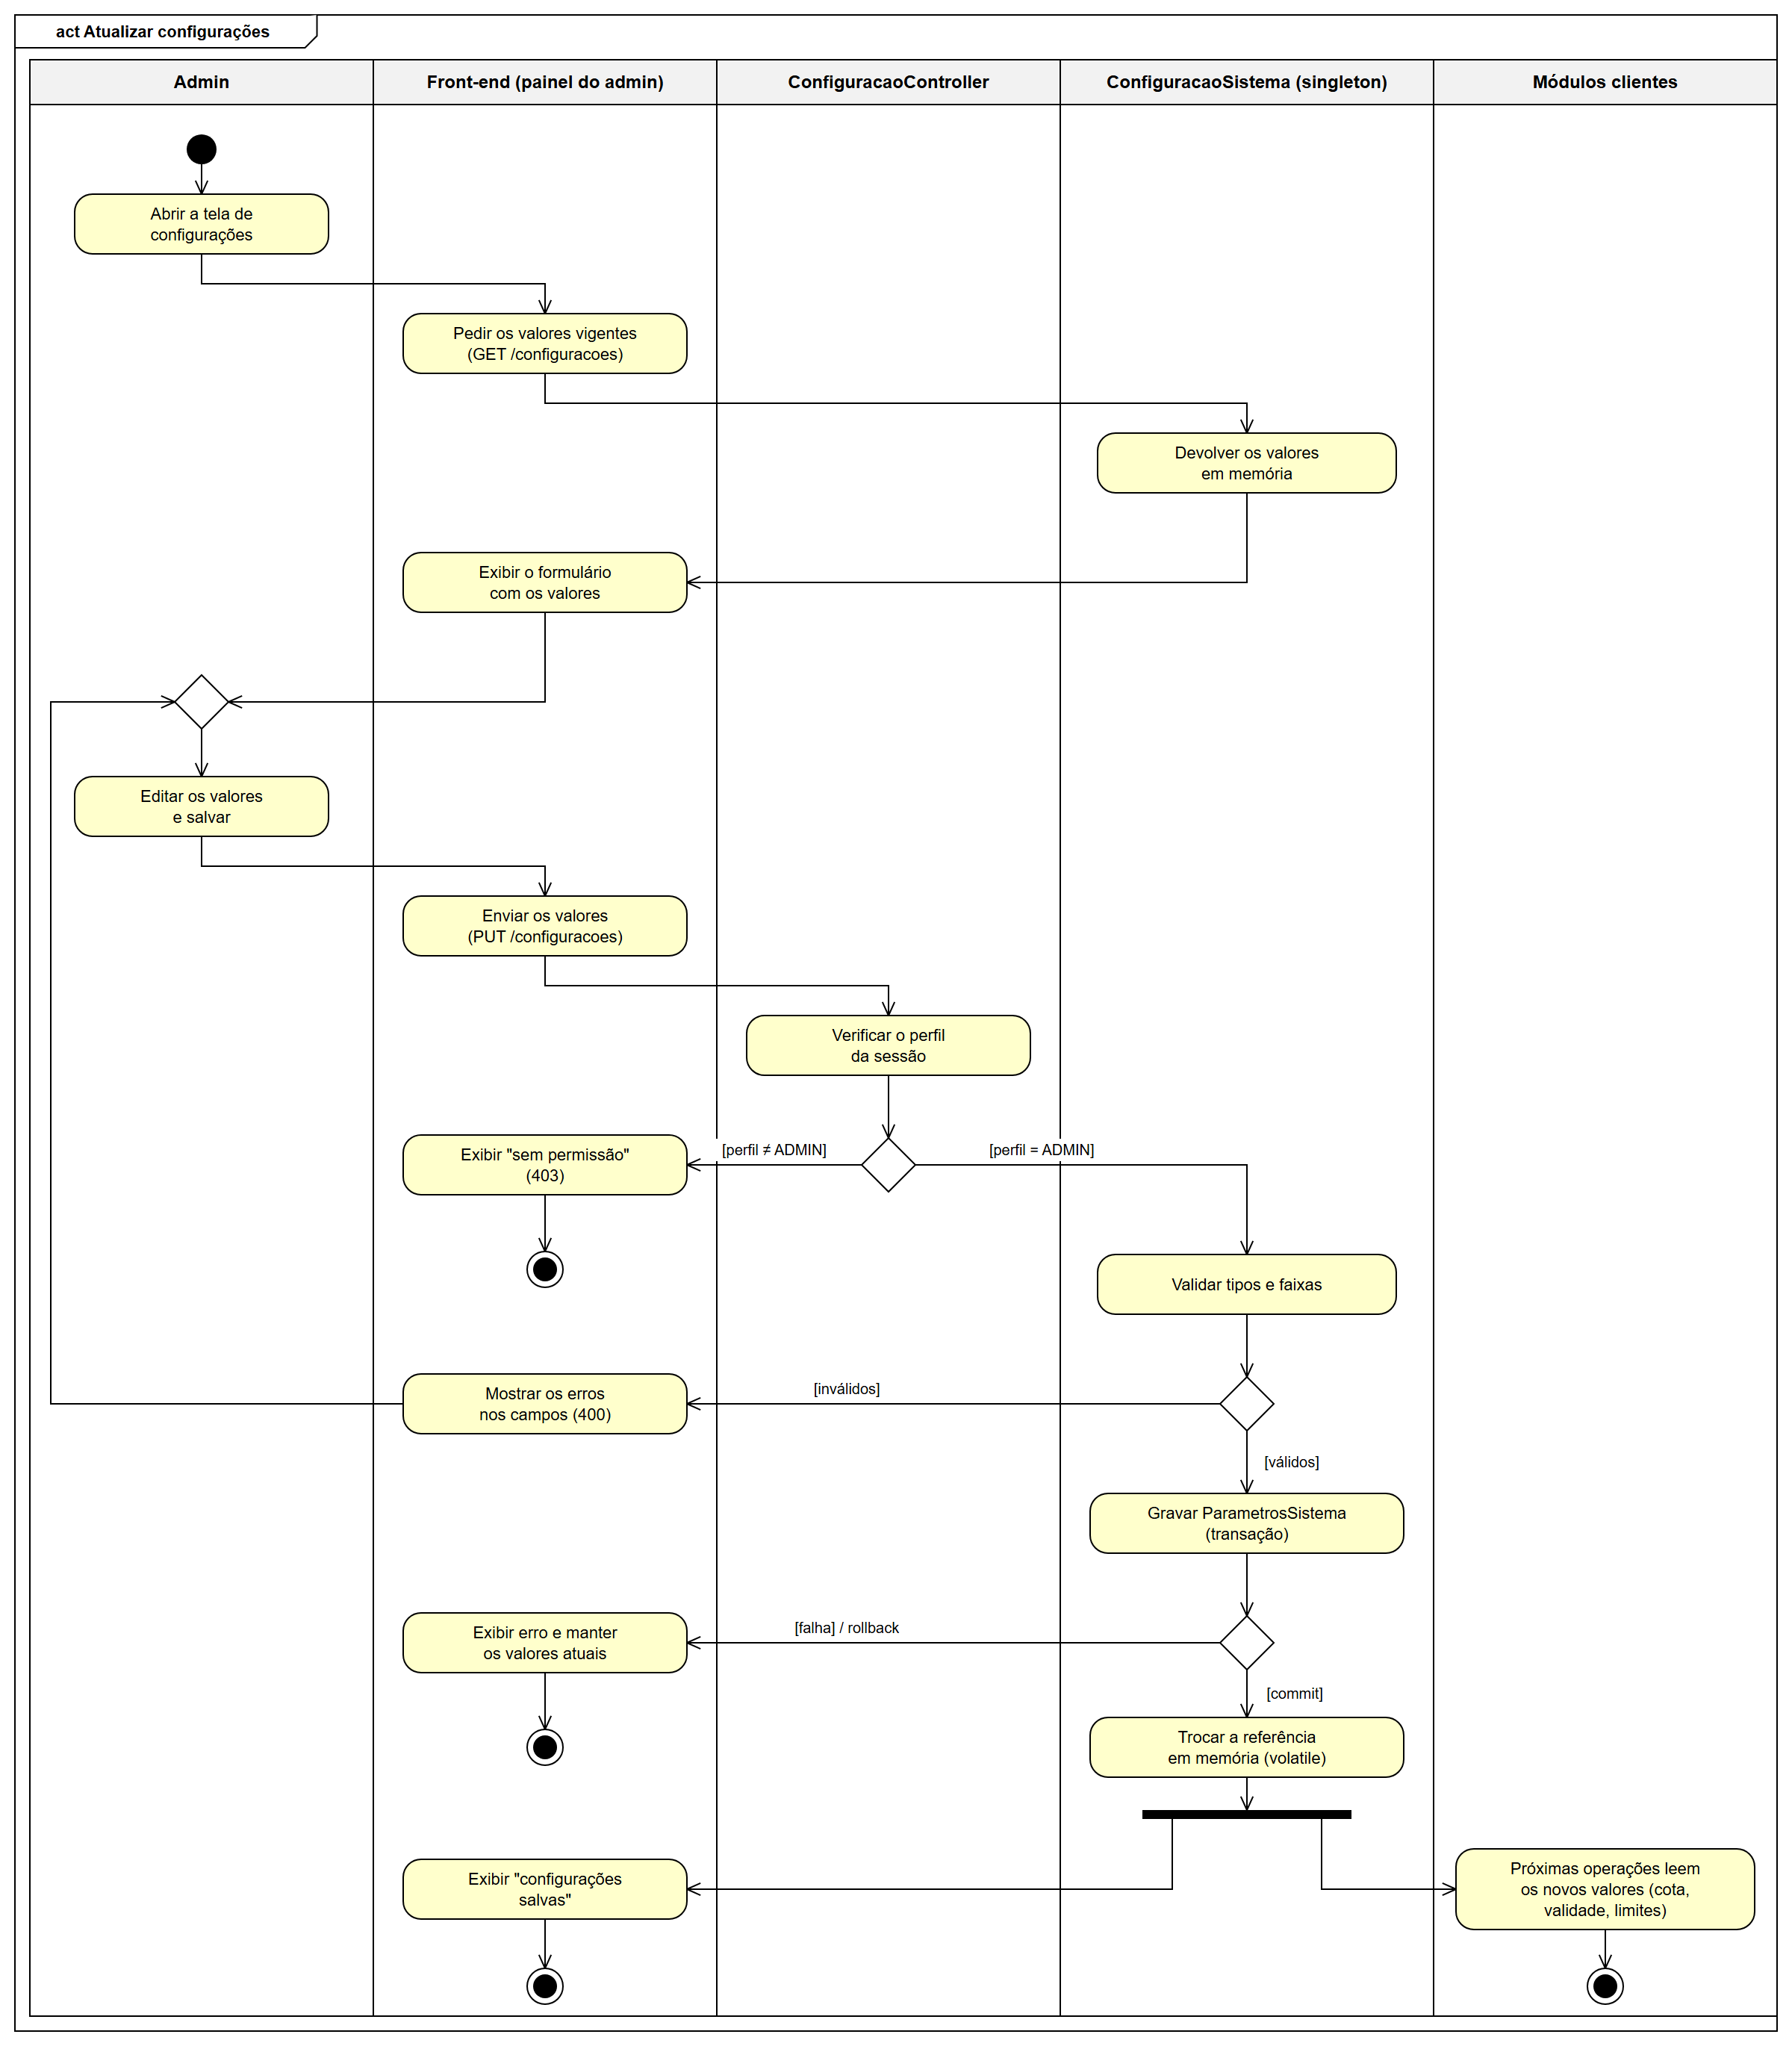 act Atualizar configurações
Admin
Front-end (painel do admin)
ConfiguracaoController
ConfiguracaoSistema (singleton)
Módulos clientes
Abrir a tela de
configurações
Pedir os valores vigentes
(GET /configuracoes)
Devolver os valores
em memória
Exibir o formulário
com os valores
Editar os valores
e salvar
Enviar os valores
(PUT /configuracoes)
Verificar o perfil
da sessão
[perfil ≠ ADMIN]
[perfil = ADMIN]
Exibir "sem permissão"
(403)
Validar tipos e faixas
Mostrar os erros
nos campos (400)
[inválidos]
[válidos]
Gravar ParametrosSistema
(transação)
Exibir erro e manter
os valores atuais
[falha] / rollback
[commit]
Trocar a referência
em memória (volatile)
Exibir "configurações
salvas"
Próximas operações leem
os novos valores (cota,
validade, limites)